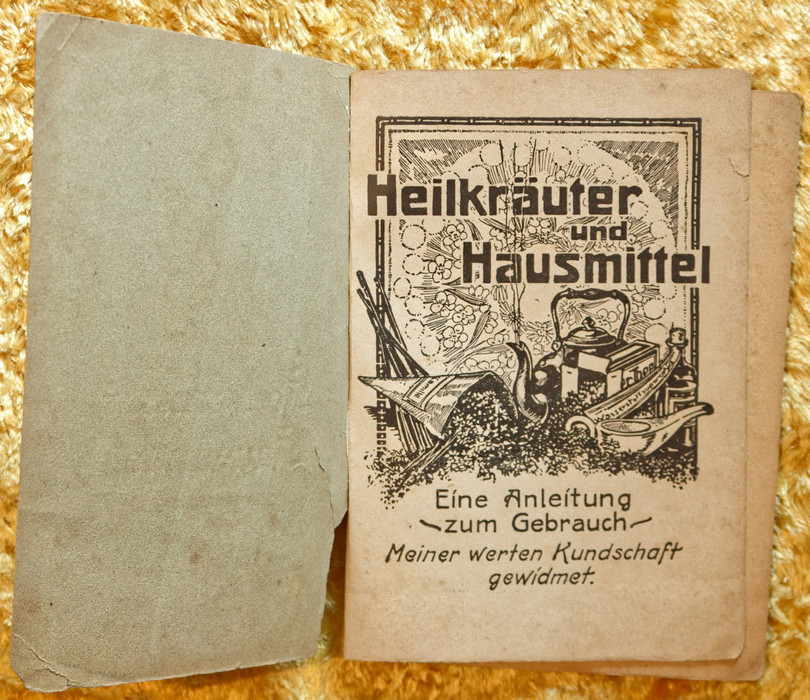 Heilkräuter
und
Hausmittel
Eine Anleitung
zum Gebrauch
Meiner werten Kundschaft
gewidmet.